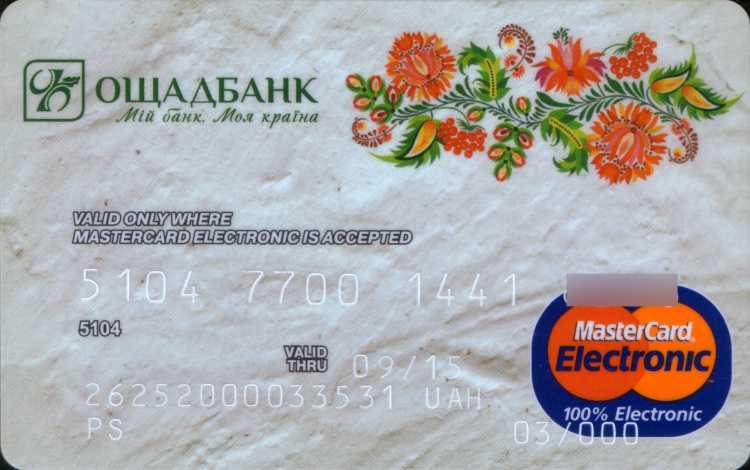 ОЩАДБАНК
Мій банк. Моя країна
VALID ONLY WHERE
MASTERCARD ELECTRONIC IS ACCEPTED
5104 7700 1441
5104
MasterCard
Electronic
VALID
THRU 09/15
26252000033531 UAH
100% Electronic
PS 03/000